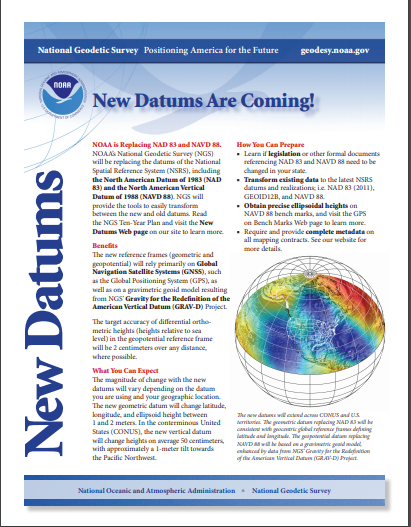 National Geodetic Survey Positioning America for the Future geodesy.noaa.gov
NOAA
New Datums Are Coming!
New Datums
NOAA is Replacing NAD 83 and NAVD 88.
NOAA's National Geodetic Survey (NGS)
will be replacing the datums of the National
Spatial Reference System (NSRS), including
the North American Datum of 1983 (NAD
83) and the North American Vertical
Datum of 1988 (NAVD 88). NGS will
provide the tools to easily transform
between the new and old datums. Read
the NGS Ten-Year Plan and visit the New
Datums Web page on our site to learn more.
Benefits
The new reference frames (geometric and
geopotential) will rely primarily on Global
Navigation Satellite Systems (GNSS), such
as the Global Positioning System (GPS), as
well as on a gravimetric geoid model resulting
from NGS' Gravity for the Redefinition of the
American Vertical Datum (GRAV-D) Project.
The target accuracy of differential ortho-
metric heights (heights relative to sea
level) in the geopotential reference frame
will be 2 centimeters over any distance,
where possible.
What You Can Expect
The magnitude of change with the new
datums will vary depending on the datum
you are using and your geographic location.
The new geometric datum will change latitude,
longitude, and ellipsoid height between
1 and 2 meters. In the conterminous United
States (CONUS), the new vertical datum
will change heights on average 50 centimeters,
with approximately a 1-meter tilt towards
the Pacific Northwest.
How You Can Prepare
• Learn if legislation or other formal documents
referencing NAD 83 and NAVD 88 need to be
changed in your state.
• Transform existing data to the latest NSRS
datums and realizations; i.e. NAD 83 (2011),
GEOID12B, and NAVD 88.
• Obtain precise ellipsoidal heights on
NAVD 88 bench marks, and visit the GPS
on Bench Marks Web page to learn more.
• Require and provide complete metadata on
all mapping contracts. See our website for
more details.
The new datums will extend across CONUS and U.S.
territories. The geometric datum replacing NAD 83 will be
consistent with geocentric global reference frames defining
latitude and longitude. The geopotential datum replacing
NAVD 88 will be based on a gravimetric geoid model,
enhanced by data from NGS' Gravity for the Redefinition
of the American Vertical Datum (GRAV-D) Project.
National Oceanic and Atmospheric Administration • National Geodetic Survey